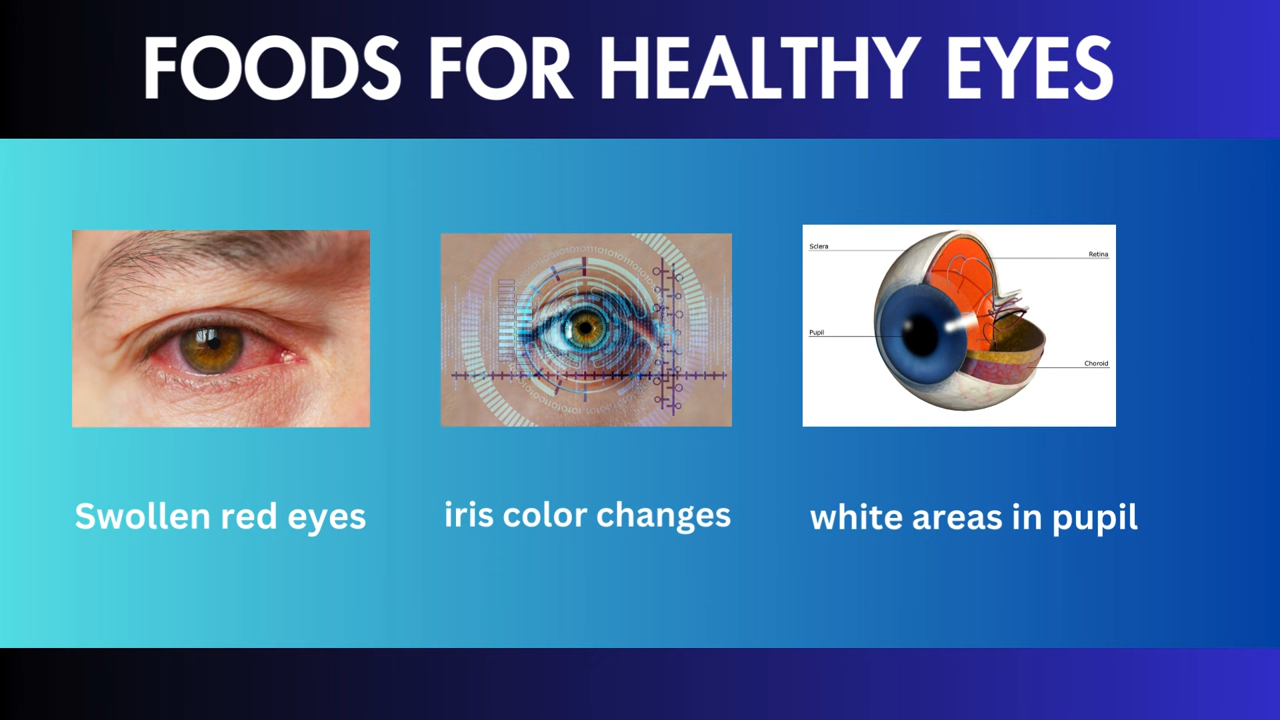 FOODS FOR HEALTHY EYES
Sclera
Retina
Pupil
Choroid
Swollen red eyes
iris color changes
white areas in pupil